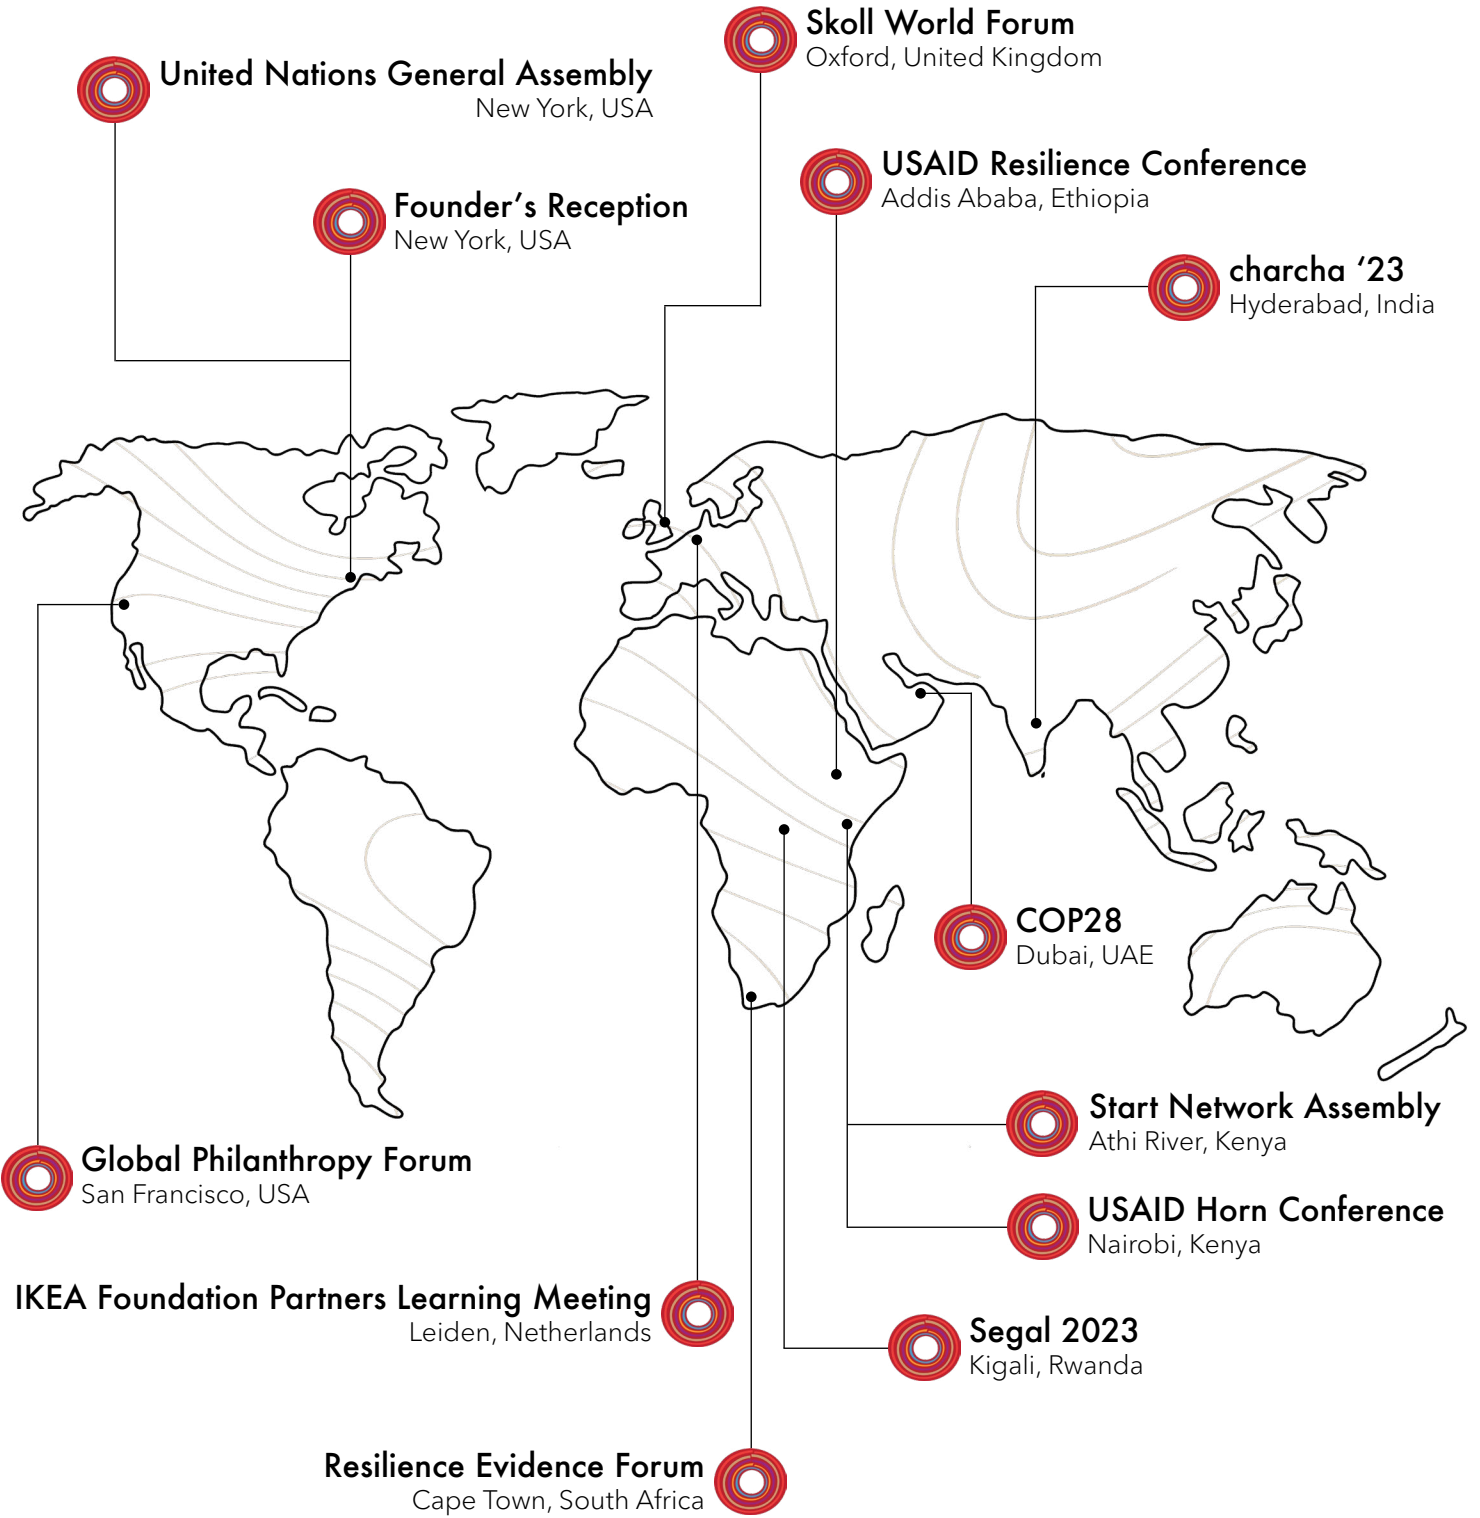 Skoll World Forum
Oxford, United Kingdom
United Nations General Assembly
New York, USA
USAID Resilience Conference
Addis Ababa, Ethiopia
Founder’s Reception
New York, USA
charcha ‘23
Hyderabad, India
COP28
Dubai, UAE
Start Network Assembly
Athi River, Kenya
Global Philanthropy Forum
San Francisco, USA
USAID Horn Conference
Nairobi, Kenya
IKEA Foundation Partners Learning Meeting
Leiden, Netherlands
Segal 2023
Kigali, Rwanda
Resilience Evidence Forum
Cape Town, South Africa